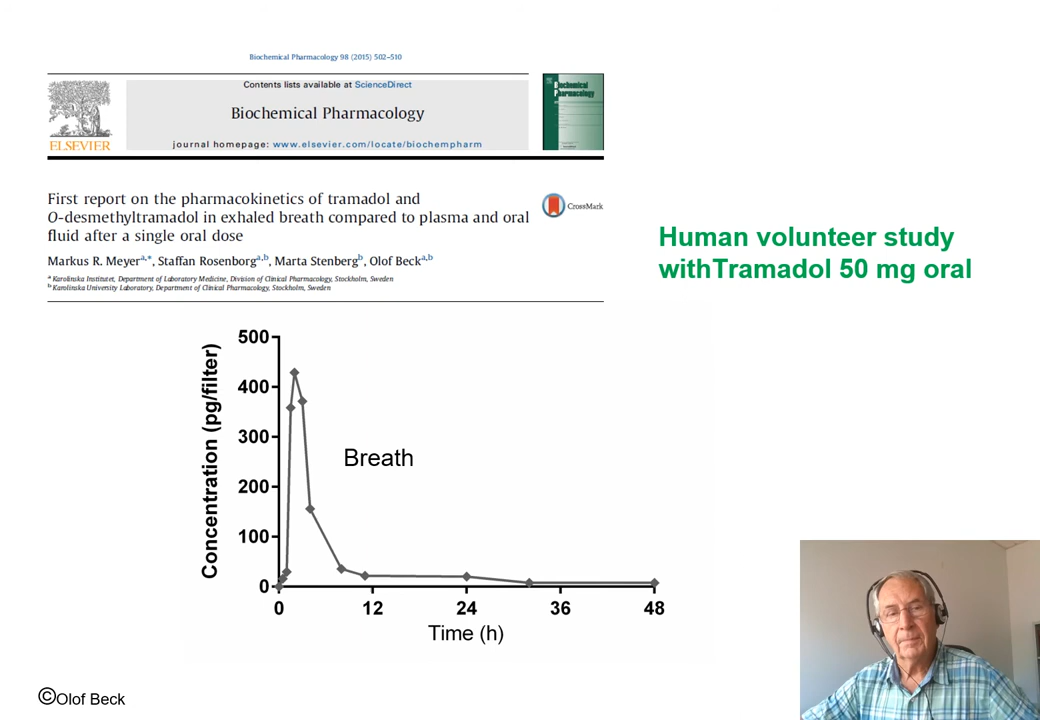 Biochemical Pharmacology 98 (2015) 502–510
Contents lists available at ScienceDirect
Biochemical Pharmacology
journal homepage: www.elsevier.com/locate/biochempharm
ELSEVIER
Biochemical
Pharmacology
First report on the pharmacokinetics of tramadol and
O-desmethyltramadol in exhaled breath compared to plasma and oral
fluid after a single oral dose
CrossMark
Markus R. Meyer a,*, Staffan Rosenborg a,b, Marta Stenberg b, Olof Beck a,b
a Karolinska Institutet, Department of Laboratory Medicine, Division of Clinical Pharmacology, Stockholm, Sweden
b Karolinska University Laboratory, Department of Clinical Pharmacology, Stockholm, Sweden
Human volunteer study
withTramadol 50 mg oral
Concentration (pg/filter)
500
400
300
200
100
0
Breath
0 12 24 36 48
Time (h)
©Olof Beck